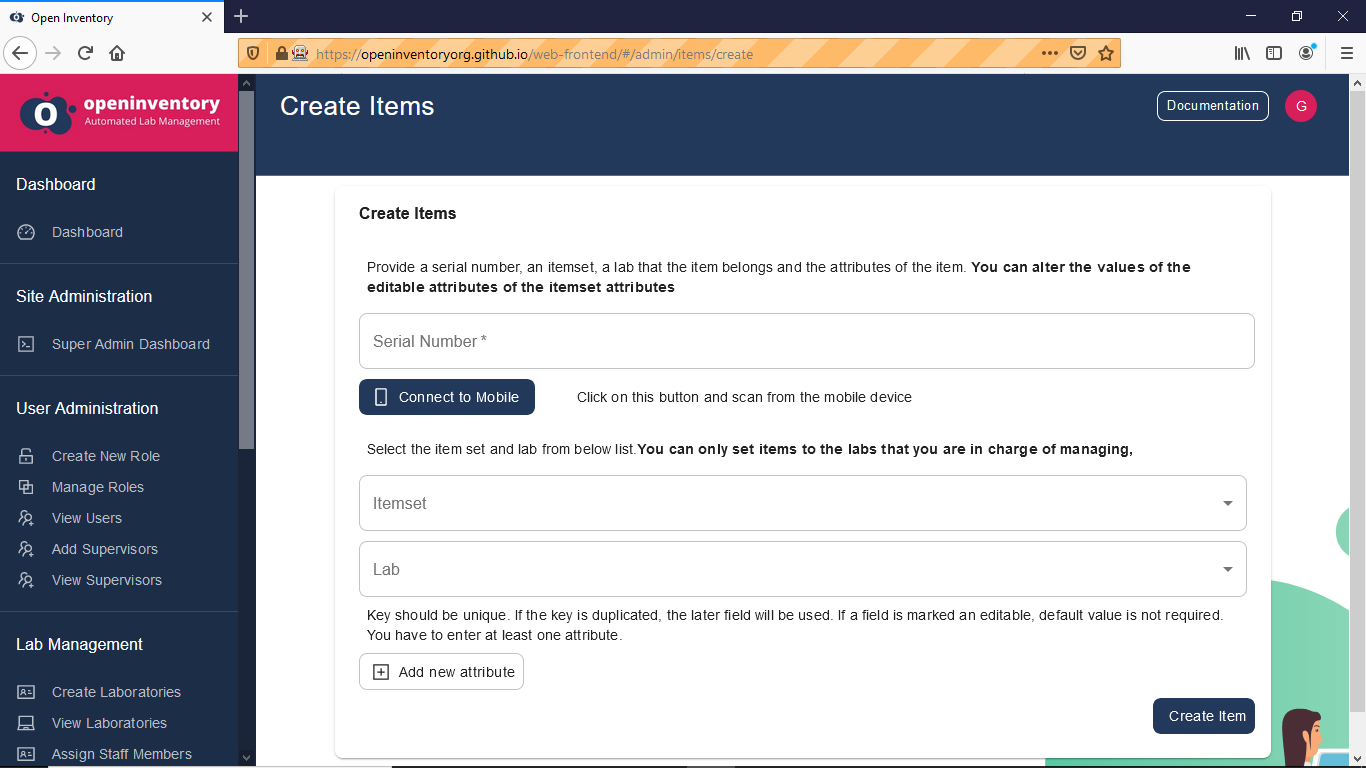 Open Inventory
https://openinventoryorg.github.io/web-frontend/#/admin/items/create
openinventory
Automated Lab Management
Create Items
Documentation
G
Dashboard
Dashboard
Site Administration
Super Admin Dashboard
User Administration
Create New Role
Manage Roles
View Users
Add Supervisors
View Supervisors
Lab Management
Create Laboratories
View Laboratories
Assign Staff Members
Create Items
Provide a serial number, an itemset, a lab that the item belongs and the attributes of the item. You can alter the values of the
editable attributes of the itemset attributes
Serial Number *
Connect to Mobile
Click on this button and scan from the mobile device
Select the item set and lab from below list.You can only set items to the labs that you are in charge of managing,
Itemset
Lab
Key should be unique. If the key is duplicated, the later field will be used. If a field is marked an editable, default value is not required.
You have to enter at least one attribute.
Add new attribute
Create Item